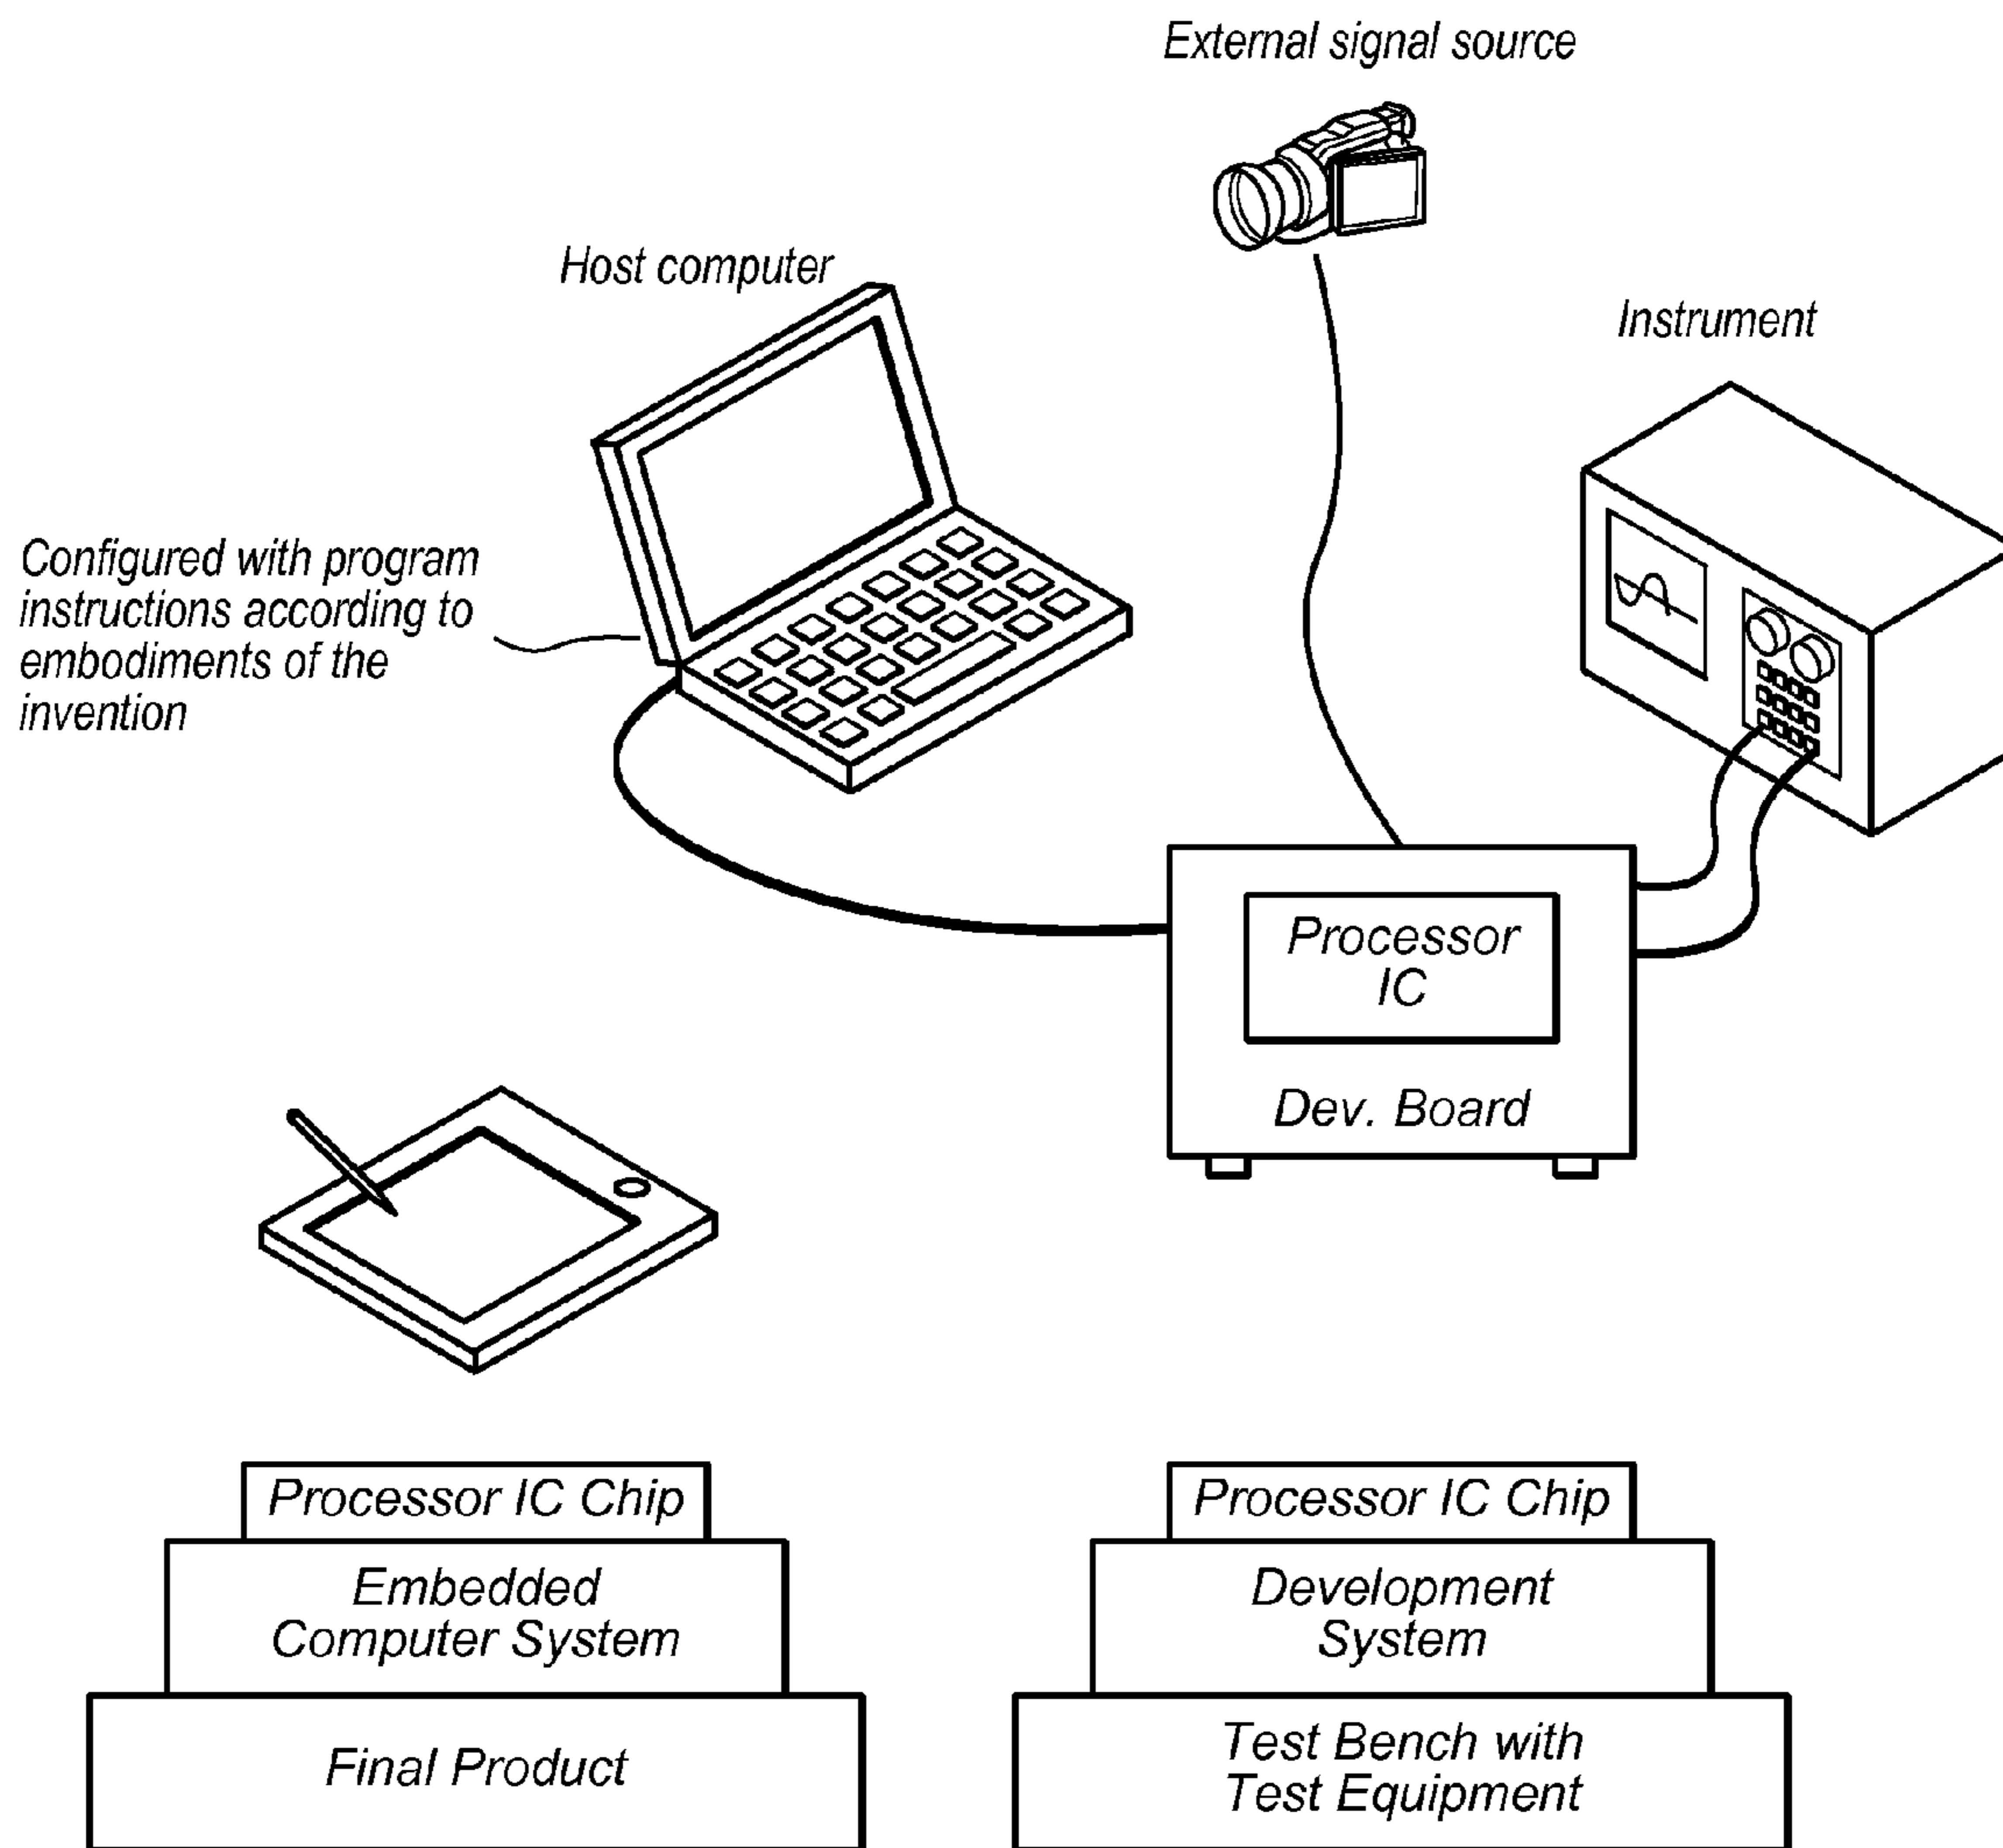 External signal source
Host computer
Instrument
Configured with program
instructions according to
embodiments of the
invention
Processor
IC
Dev. Board
Processor IC Chip
Embedded
Computer System
Final Product
Processor IC Chip
Development
System
Test Bench with
Test Equipment